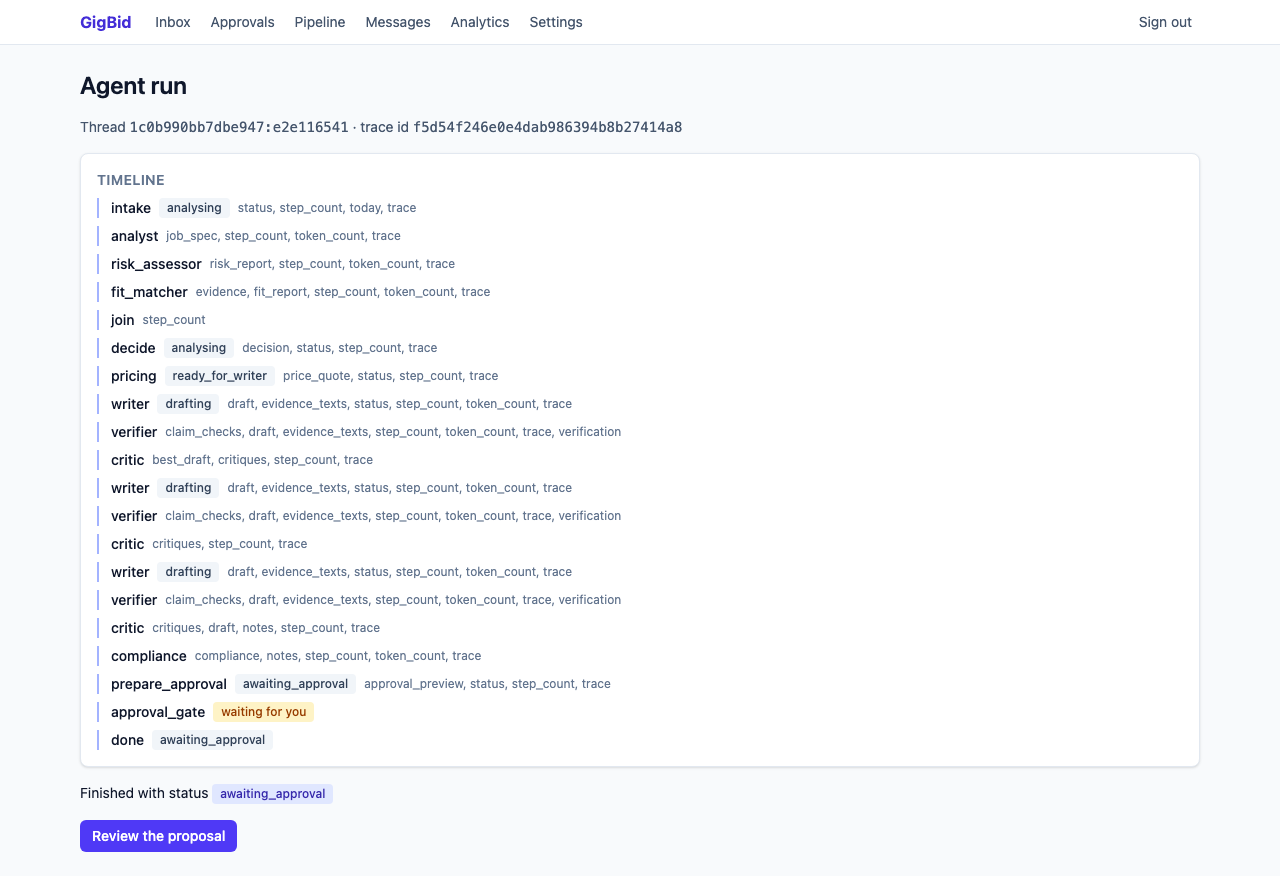 GigBid Inbox Approvals Pipeline Messages Analytics Settings Sign out
Agent run
Thread 1c0b990bb7dbe947:e2e116541 · trace id f5d54f246e0e4dab986394b8b27414a8
TIMELINE
intake analysing status, step_count, today, trace
analyst job_spec, step_count, token_count, trace
risk_assessor risk_report, step_count, token_count, trace
fit_matcher evidence, fit_report, step_count, token_count, trace
join step_count
decide analysing decision, status, step_count, trace
pricing ready_for_writer price_quote, status, step_count, trace
writer drafting draft, evidence_texts, status, step_count, token_count, trace
verifier claim_checks, draft, evidence_texts, step_count, token_count, trace, verification
critic best_draft, critiques, step_count, trace
writer drafting draft, evidence_texts, status, step_count, token_count, trace
verifier claim_checks, draft, evidence_texts, step_count, token_count, trace, verification
critic critiques, step_count, trace
writer drafting draft, evidence_texts, status, step_count, token_count, trace
verifier claim_checks, draft, evidence_texts, step_count, token_count, trace, verification
critic critiques, draft, notes, step_count, trace
compliance compliance, notes, step_count, token_count, trace
prepare_approval awaiting_approval approval_preview, status, step_count, trace
approval_gate waiting for you
done awaiting_approval
Finished with status awaiting_approval
Review the proposal